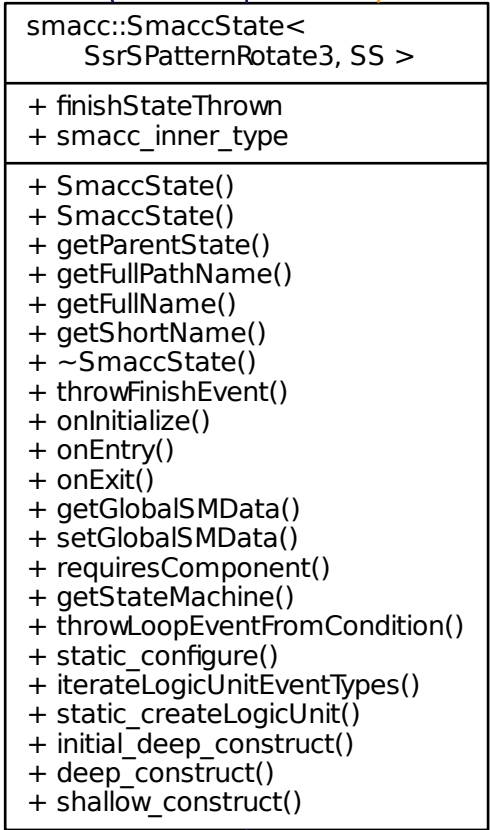 smacc::SmaccState<
SsrSPatternRotate3, SS >
+ finishStateThrown
+ smacc_inner_type
+ SmaccState()
+ SmaccState()
+ getParentState()
+ getFullPathName()
+ getFullName()
+ getShortName()
+ ~SmaccState()
+ throwFinishEvent()
+ onInitialize()
+ onEntry()
+ onExit()
+ getGlobalSMData()
+ setGlobalSMData()
+ requiresComponent()
+ getStateMachine()
+ throwLoopEventFromCondition()
+ static_configure()
+ iterateLogicUnitEventTypes()
+ static_createLogicUnit()
+ initial_deep_construct()
+ deep_construct()
+ shallow_construct()